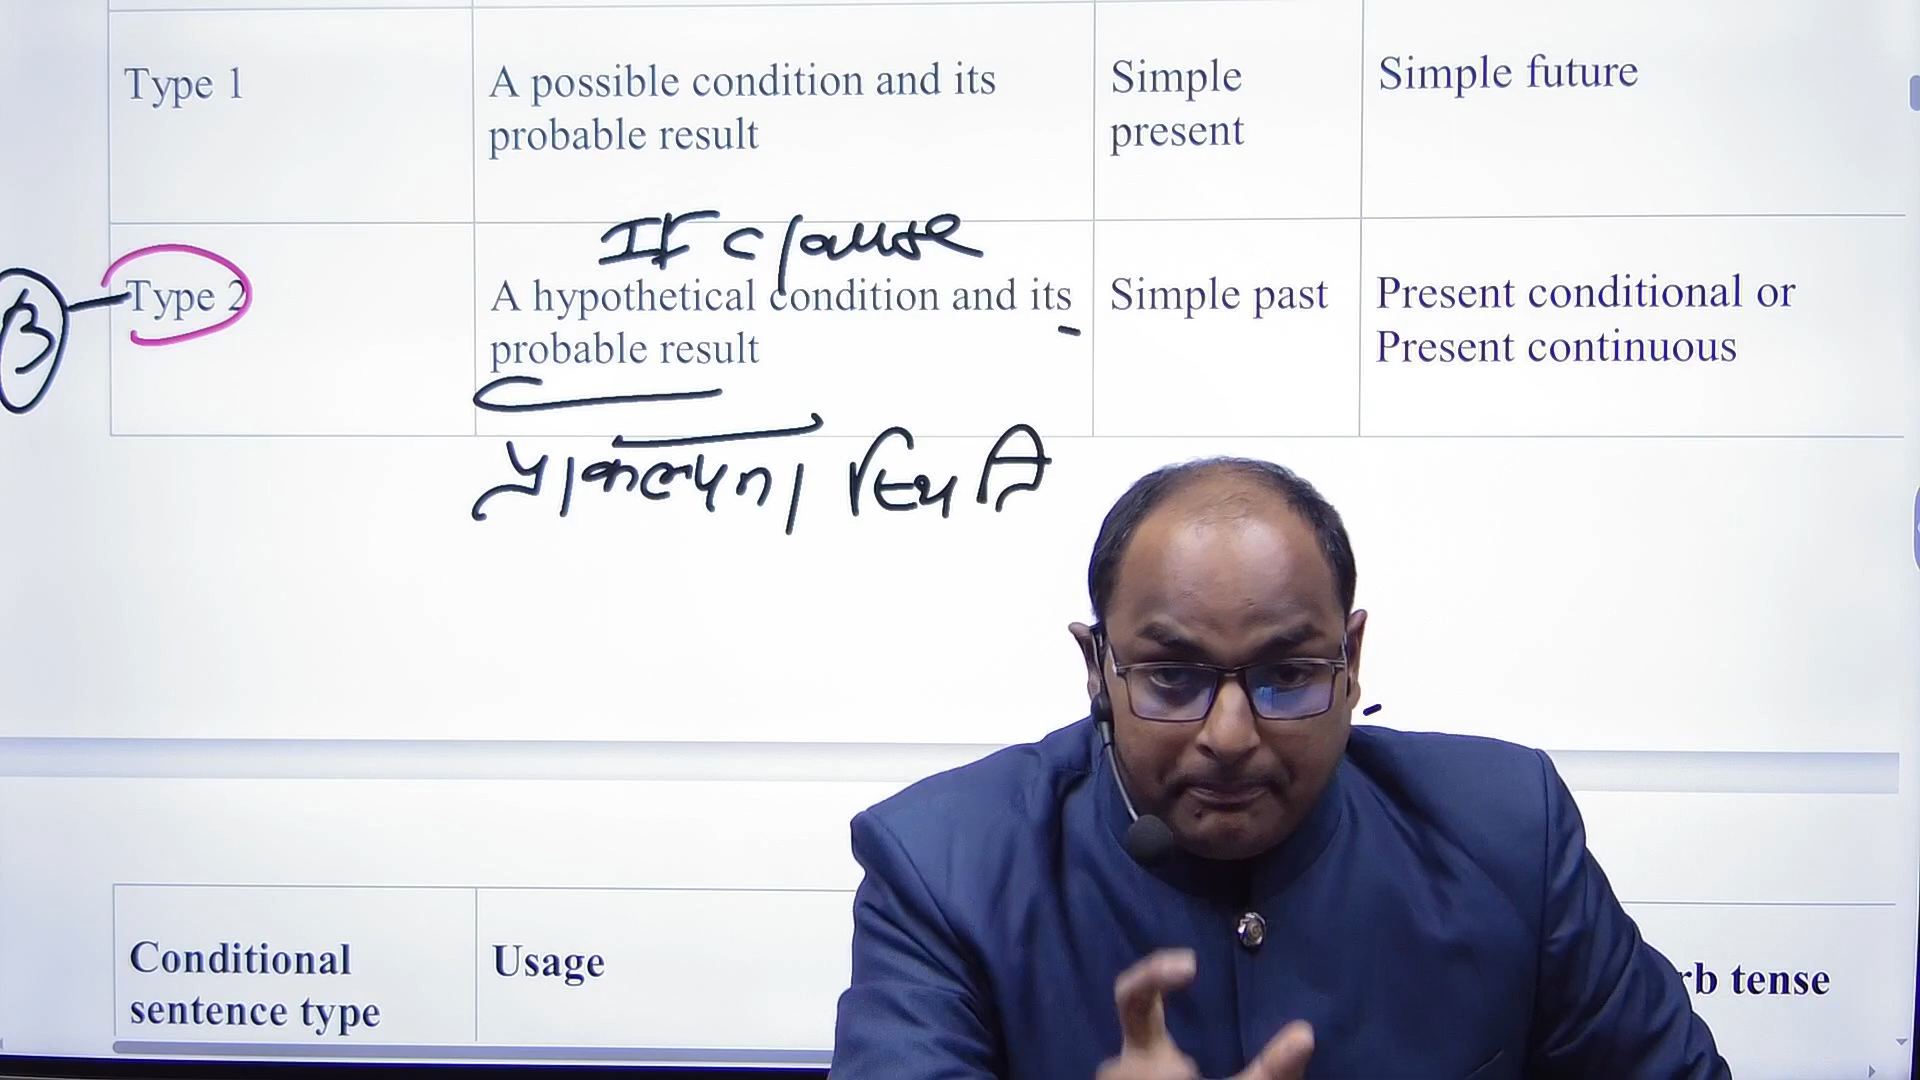 Type 1
A possible condition and its
probable result
Simple
present
Simple future
If clause
B
Type 2
A hypothetical condition and its
probable result
Simple past
Present conditional or
Present continuous
प्राकल्पना स्थिति
Conditional
sentence type
Usage
rb tense